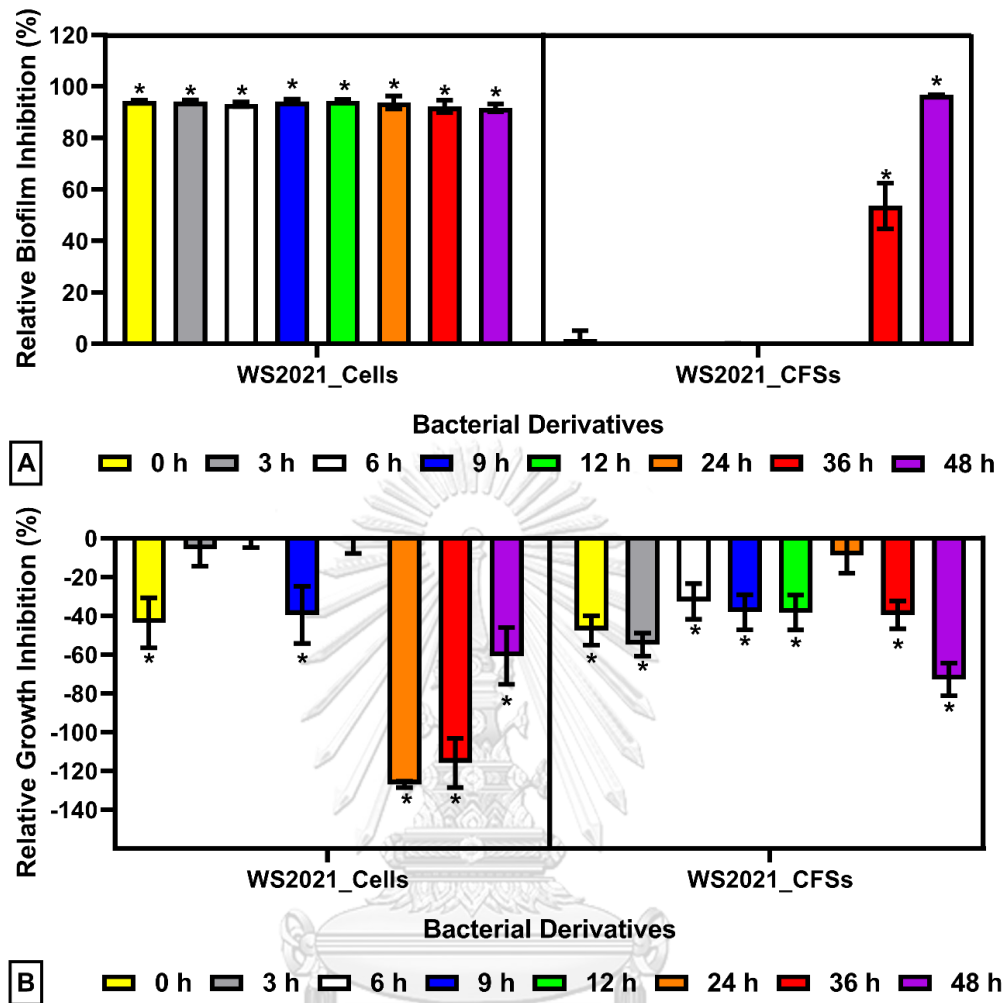 Relative Biofilm Inhibition (%)
120
100
80
60
40
20
0
* * * * * * * *
* *
WS2021_Cells WS2021_CFSs
Bacterial Derivatives
A 0 h 3 h 6 h 9 h 12 h 24 h 36 h 48 h
Relative Growth Inhibition (%)
0
-20
-40
-60
-80
-100
-120
-140
* * * * *
* * * * * * *
WS2021_Cells WS2021_CFSs
Bacterial Derivatives
B 0 h 3 h 6 h 9 h 12 h 24 h 36 h 48 h